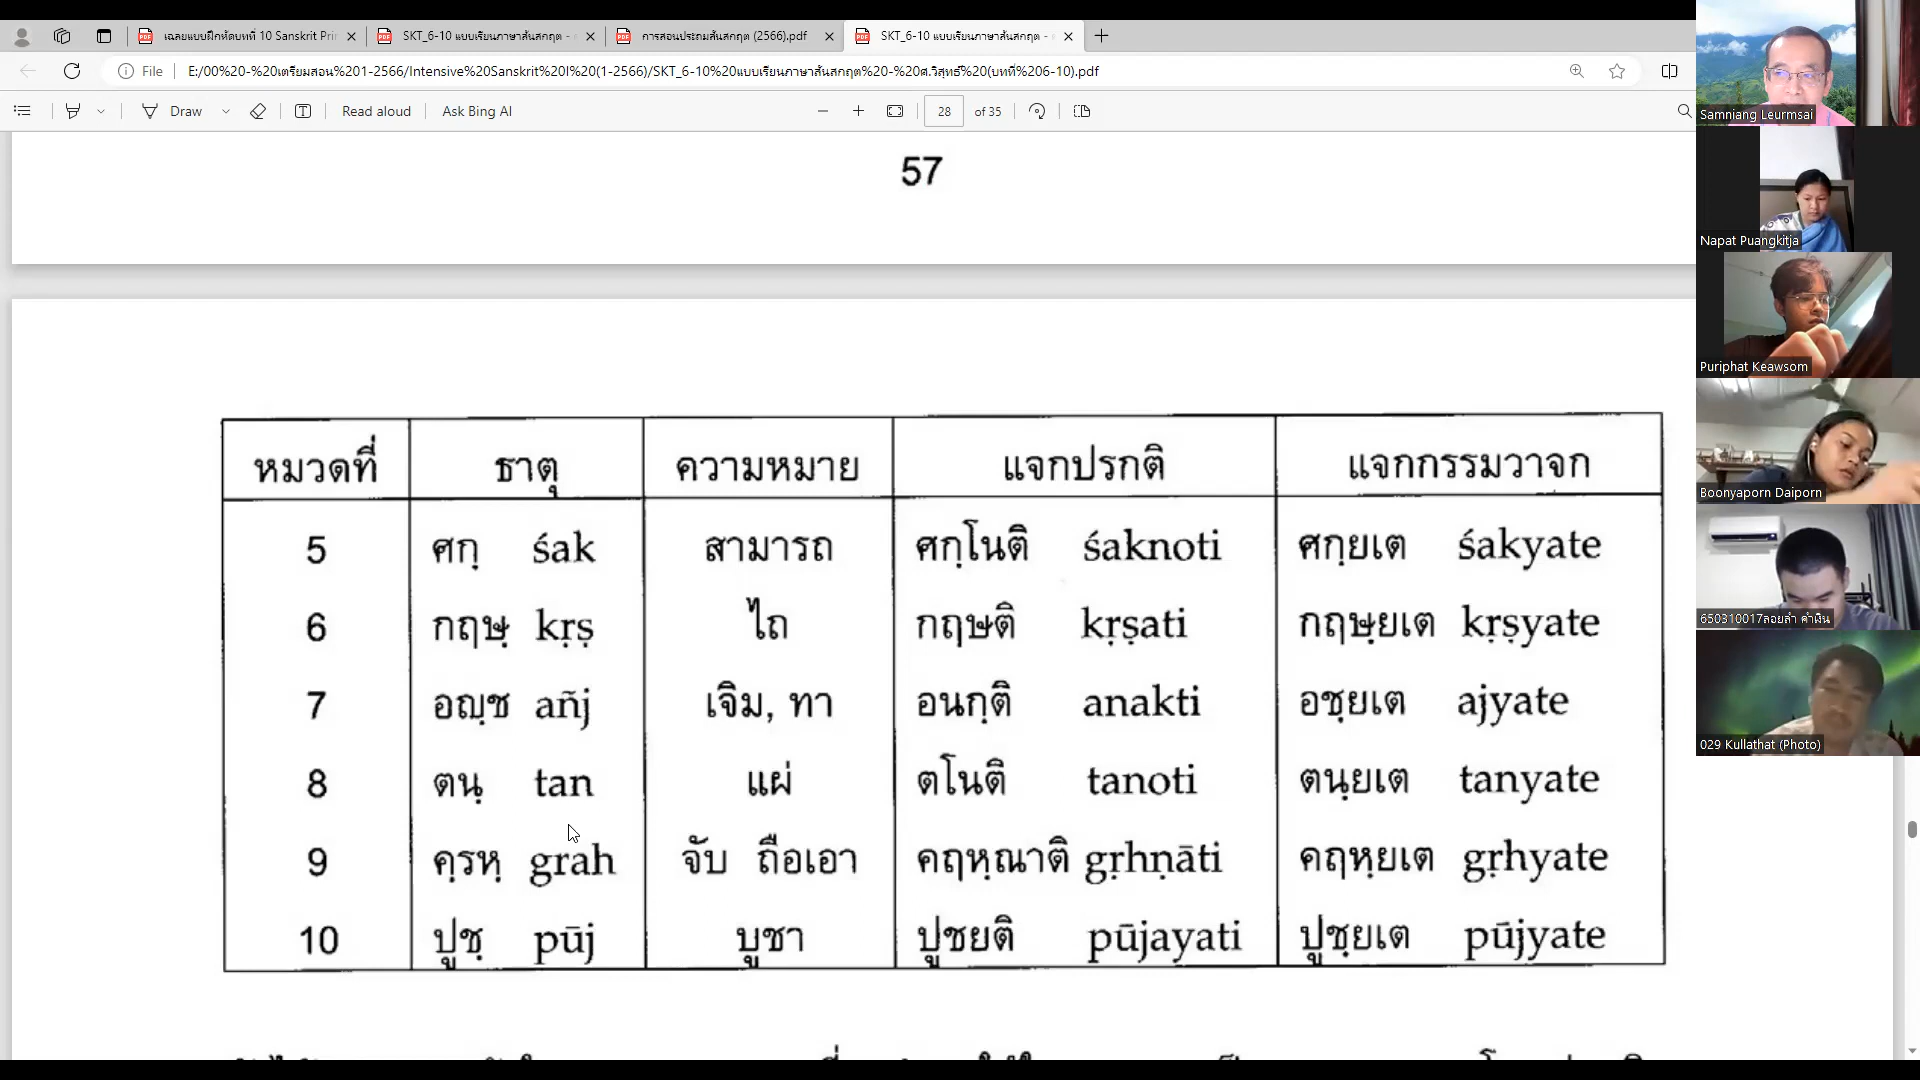 เฉลยแบบฝึกหัดบทที่ 10 Sanskrit Pri
SKT_6-10 แบบเรียนภาษาสันสกฤต -
การสอนประถมสันสกฤต (2566).pdf
SKT_6-10 แบบเรียนภาษาสันสกฤต -
File E:/00%20-%20เตรียมสอน%201-2566/Intensive%20Sanskrit%20I%20(1-2566)/SKT_6-10%20แบบเรียนภาษาสันสกฤต%20-%20ศ.วิสุทธ์%20(บทที่%206-10).pdf
Draw Read aloud Ask Bing AI 28 of 35
57
หมวดที่ ธาตุ ความหมาย แจกปรกติ แจกกรรมวาจก
5 ศกฺ śak สามารถ ศกฺโนติ śaknoti ศกฺยเต śakyate
6 กฤษฺ kṛṣ ไถ กฤษติ kṛṣati กฤษฺยเต kṛṣyate
7 อญฺช añj เจิม, ทา อนกฺติ anakti อชฺยเต ajyate
8 ตนฺ tan แผ่ ตโนติ tanoti ตนฺยเต tanyate
9 คฺรหฺ grah จับ ถือเอา คฤหฺณาติ gṛhṇāti คฤหฺยเต gṛhyate
10 ปูชฺ pūj บูชา ปูชยติ pūjayati ปูชฺยเต pūjyate
Samniang Leurmsai
Napat Puangkitja
Puriphat Keawsom
Boonyaporn Daiporn
650310017ลอยลำ คำผิน
029 Kullathat (Photo)